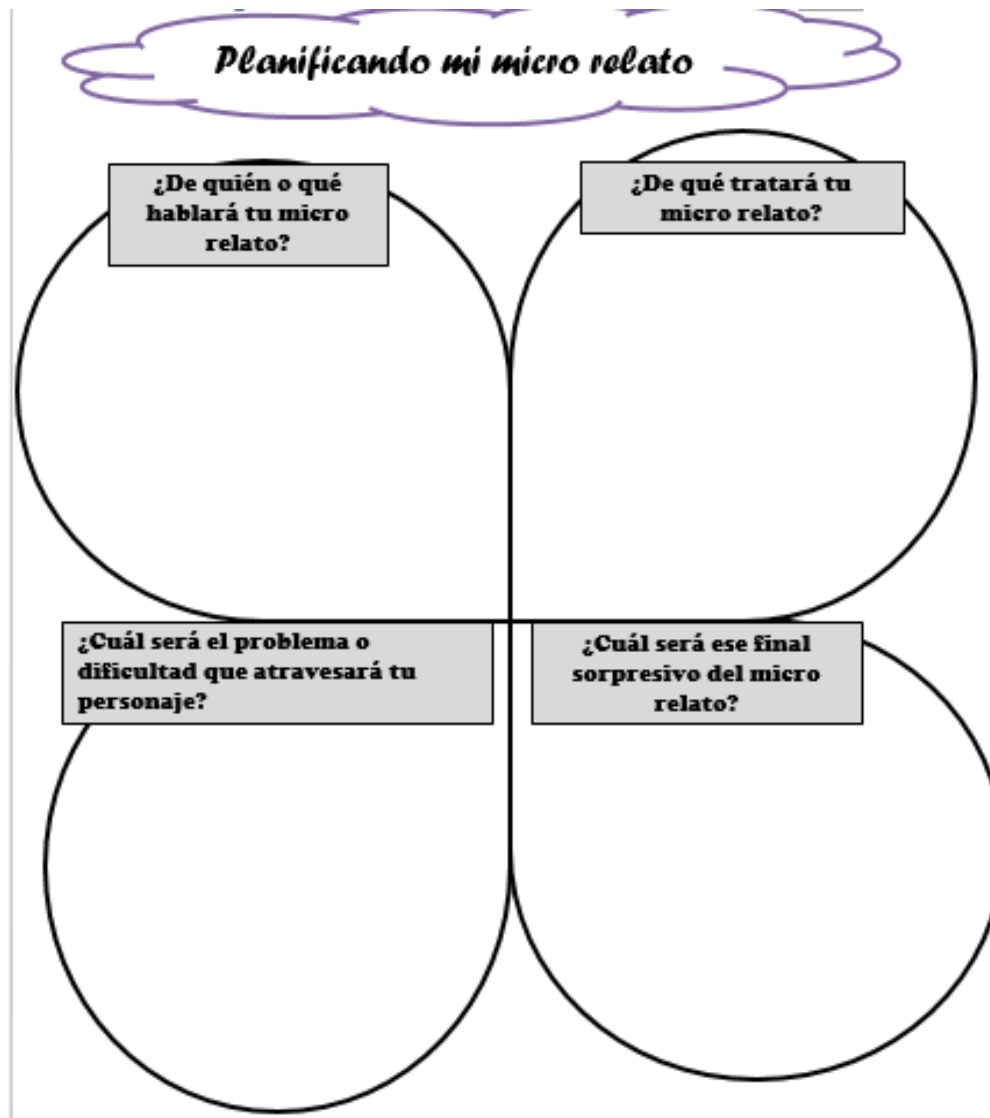 Planificando mi micro relato
¿De quién o qué
hablará tu micro
relato?
¿De qué tratará tu
micro relato?
¿Cuál será el problema o
dificultad que atravesará tu
personaje?
¿Cuál será ese final
sorpresivo del micro
relato?